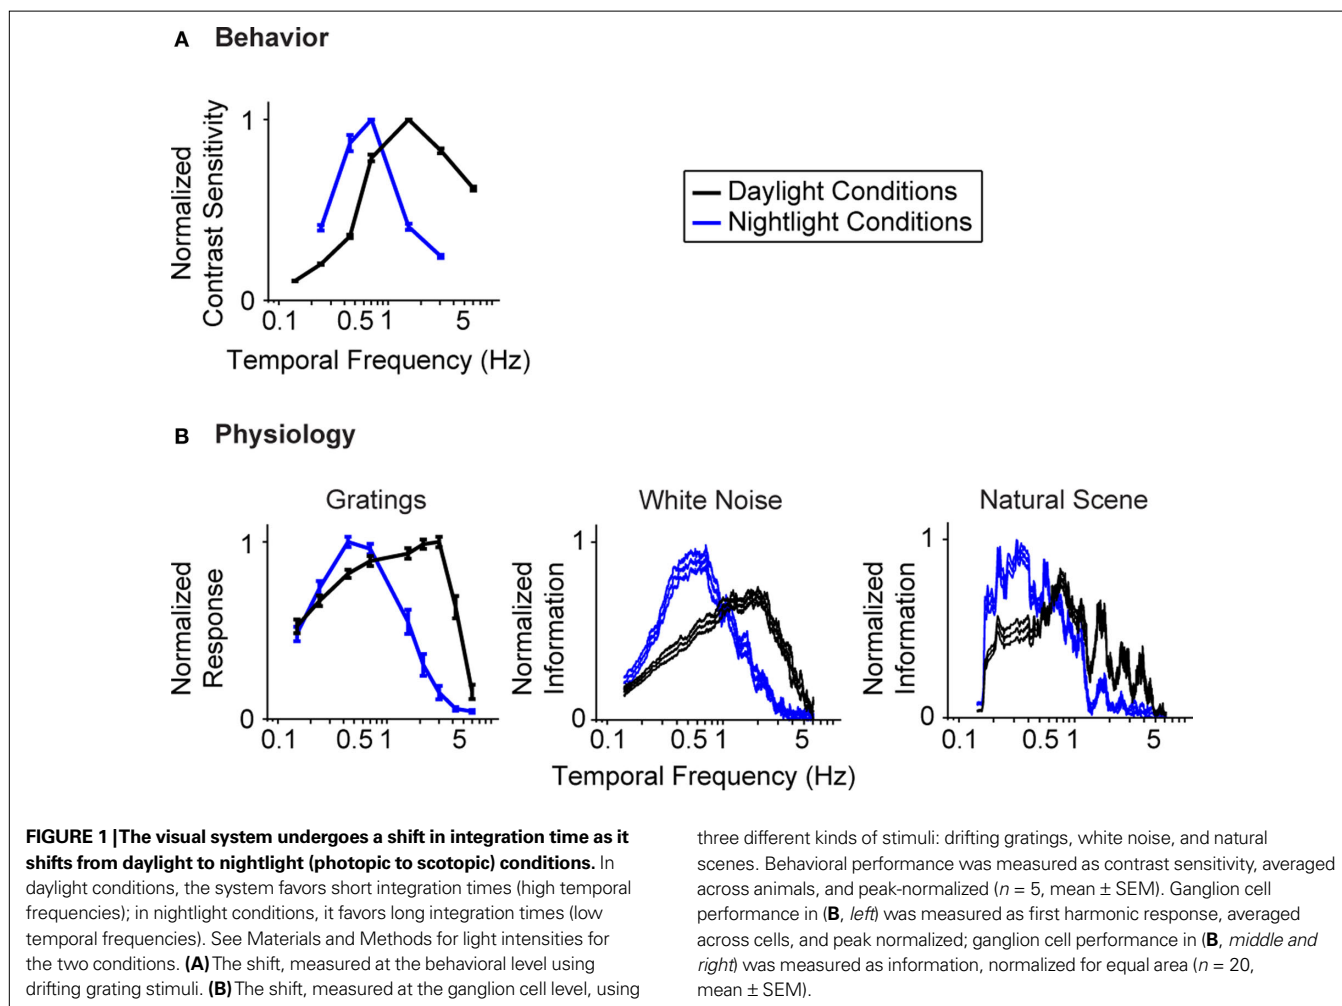 A Behavior
Normalized
Contrast Sensitivity
1
0
0.1 0.5 1 5
Temporal Frequency (Hz)
Daylight Conditions
Nightlight Conditions
B Physiology
Gratings
Normalized
Response
1
0
0.1 0.5 1 5
White Noise
Normalized
Information
1
0
0.1 0.5 1 5
Natural Scene
Normalized
Information
1
0
0.1 0.5 1 5
Temporal Frequency (Hz)
FIGURE 1 | The visual system undergoes a shift in integration time as it
shifts from daylight to nightlight (photopic to scotopic) conditions. In
daylight conditions, the system favors short integration times (high temporal
frequencies); in nightlight conditions, it favors long integration times (low
temporal frequencies). See Materials and Methods for light intensities for
the two conditions. (A) The shift, measured at the behavioral level using
drifting grating stimuli. (B) The shift, measured at the ganglion cell level, using
three different kinds of stimuli: drifting gratings, white noise, and natural
scenes. Behavioral performance was measured as contrast sensitivity, averaged
across animals, and peak-normalized (n = 5, mean ± SEM). Ganglion cell
performance in (B, left) was measured as first harmonic response, averaged
across cells, and peak normalized; ganglion cell performance in (B, middle and
right) was measured as information, normalized for equal area (n = 20,
mean ± SEM).